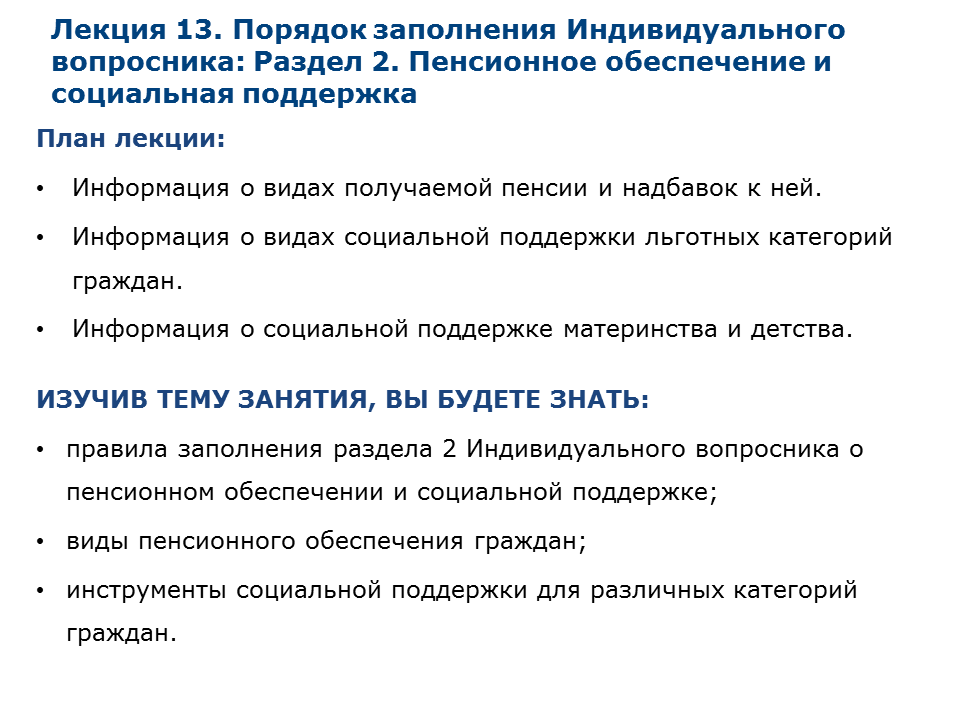 Лекция 13. Порядок заполнения Индивидуального
вопросника: Раздел 2. Пенсионное обеспечение и
социальная поддержка
План лекции:
• Информация о видах получаемой пенсии и надбавок к ней.
• Информация о видах социальной поддержки льготных категорий
граждан.
• Информация о социальной поддержке материнства и детства.
ИЗУЧИВ ТЕМУ ЗАНЯТИЯ, ВЫ БУДЕТЕ ЗНАТЬ:
• правила заполнения раздела 2 Индивидуального вопросника о
пенсионном обеспечении и социальной поддержке;
• виды пенсионного обеспечения граждан;
• инструменты социальной поддержки для различных категорий
граждан.